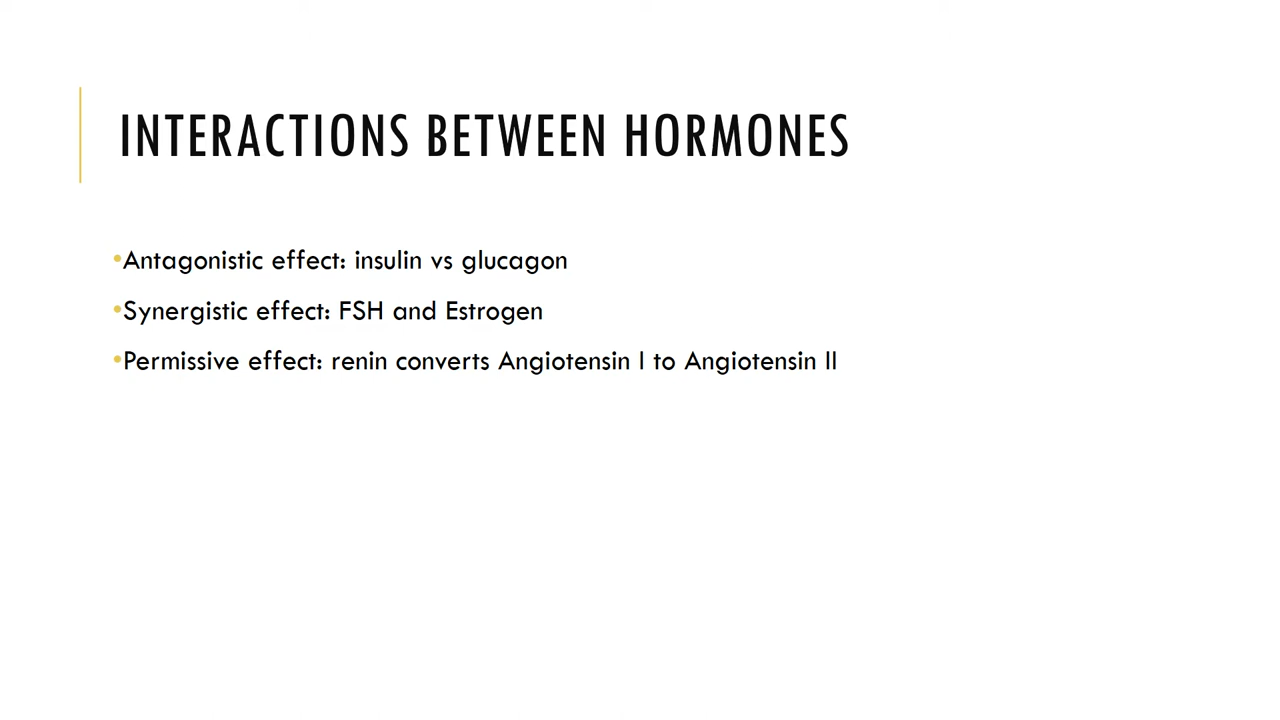 INTERACTIONS BETWEEN HORMONES
•Antagonistic effect: insulin vs glucagon
•Synergistic effect: FSH and Estrogen
•Permissive effect: renin converts Angiotensin I to Angiotensin II